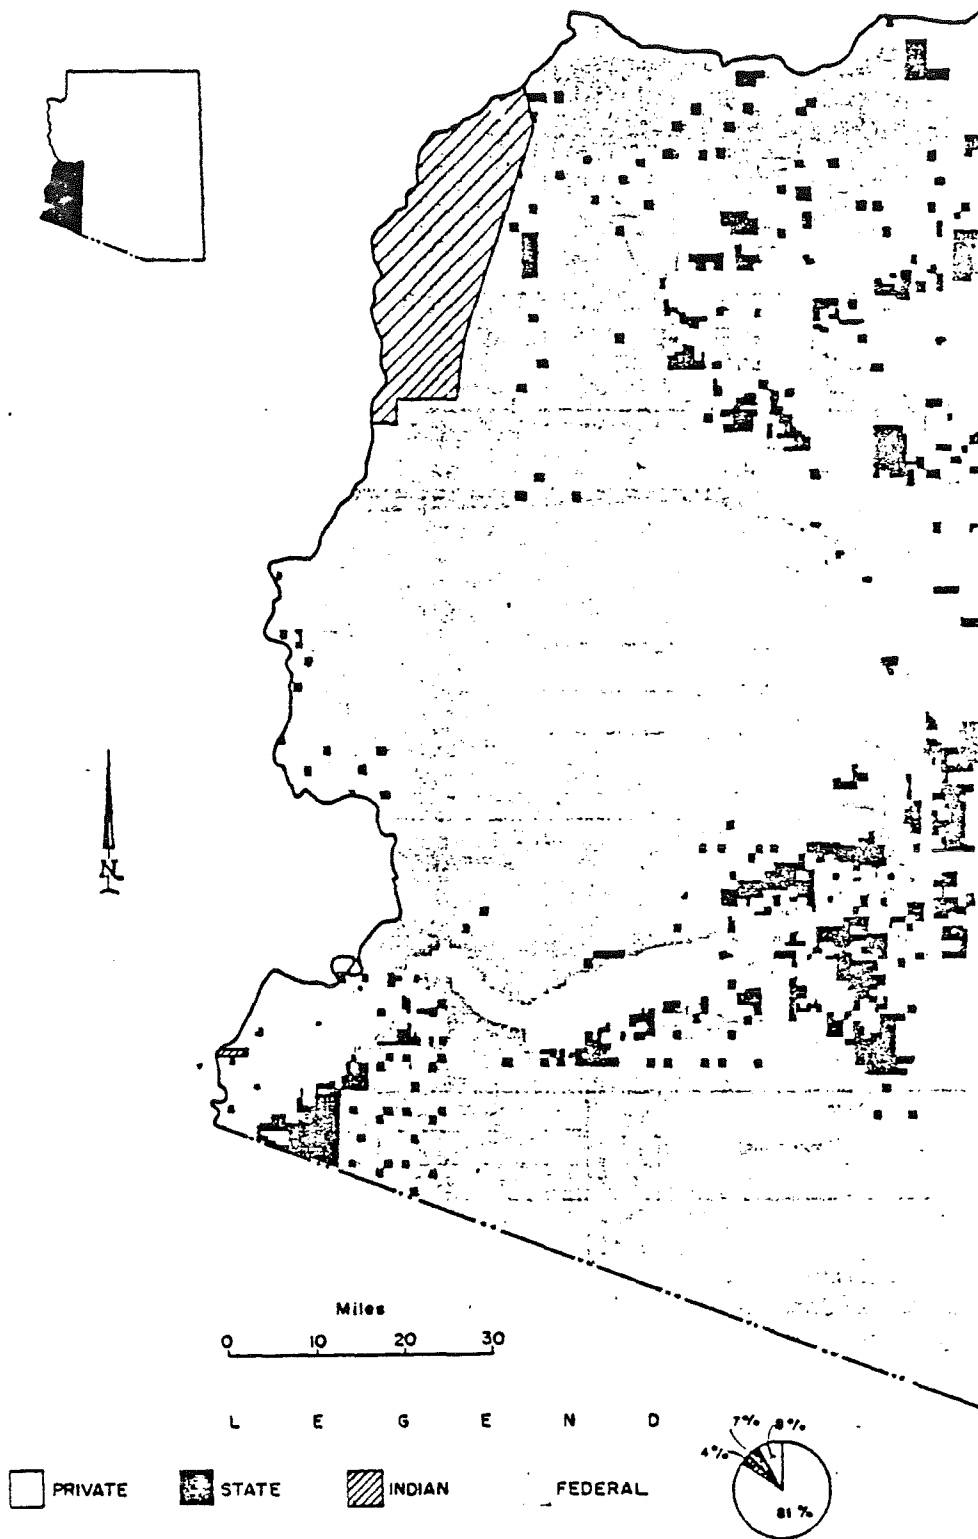 N
Miles
0 10 20 30
L E G E N D
PRIVATE STATE INDIAN FEDERAL
7% 8%
4%
81%